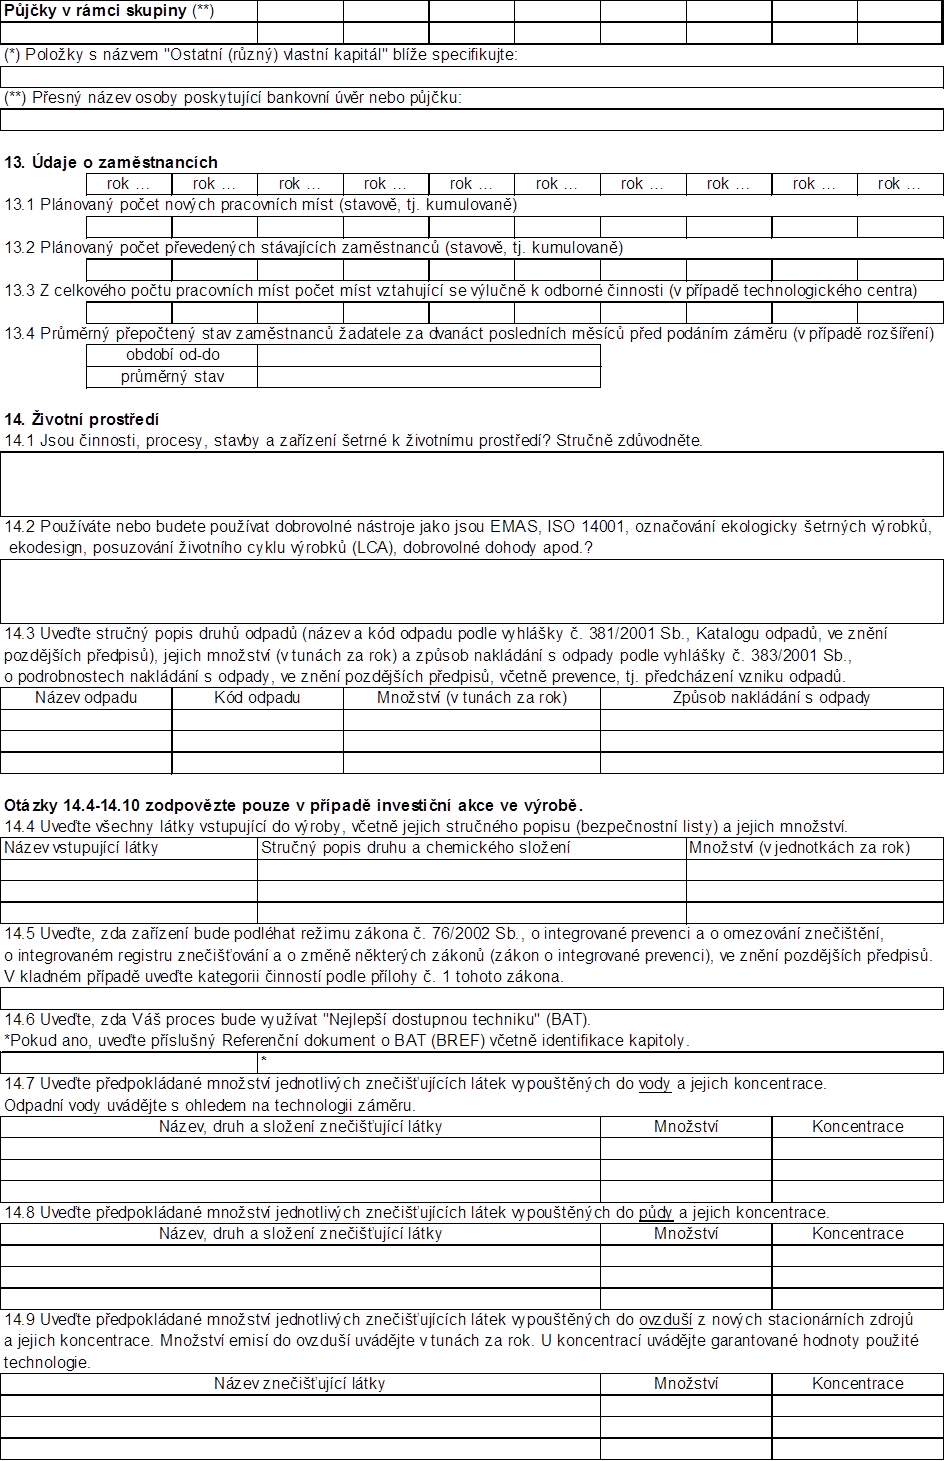 Půjčky v rámci skupiny (**)
(*) Položky s názvem "Ostatní (různý) vlastní kapitál" blíže specifikujte:
(**) Přesný název osoby poskytující bankovní úvěr nebo půjčku:
13. Údaje o zaměstnancích
rok ... rok ... rok ... rok ... rok ... rok ... rok ... rok ... rok ... rok ...
13.1 Plánovaný počet nových pracovních míst (stavově, tj. kumulovaně)
13.2 Plánovaný počet převedených stávajících zaměstnanců (stavově, tj. kumulovaně)
13.3 Z celkového počtu pracovních míst počet míst vztahující se výlučně k odborné činnosti (v případě technologického centra)
13.4 Průměrný přepočtený stav zaměstnanců žadatele za dvanáct posledních měsíců před podáním záměru (v případě rozšíření)
období od-do
průměrný stav
14. Životní prostředí
14.1 Jsou činnosti, procesy, stavby a zařízení šetrné k životnímu prostředí? Stručně zdůvodněte.
14.2 Používáte nebo budete používat dobrovolné nástroje jako jsou EMAS, ISO 14001, označování ekologicky šetrných výrobků,
ekodesign, posuzování životního cyklu výrobků (LCA), dobrovolné dohody apod.?
14.3 Uveďte stručný popis druhů odpadů (název a kód odpadu podle vyhlášky č. 381/2001 Sb., Katalogu odpadů, ve znění
pozdějších předpisů), jejich množství (v tunách za rok) a způsob nakládání s odpady podle vyhlášky č. 383/2001 Sb.,
o podrobnostech nakládání s odpady, ve znění pozdějších předpisů, včetně prevence, tj. předcházení vzniku odpadů.
Název odpadu Kód odpadu Množství (v tunách za rok) Způsob nakládání s odpady
Otázky 14.4-14.10 zodpovězte pouze v případě investiční akce ve výrobě.
14.4 Uveďte všechny látky vstupující do výroby, včetně jejich stručného popisu (bezpečnostní listy) a jejich množství.
Název vstupující látky Stručný popis druhu a chemického složení Množství (v jednotkách za rok)
14.5 Uveďte, zda zařízení bude podléhat režimu zákona č. 76/2002 Sb., o integrované prevenci a o omezování znečištění,
o integrovaném registru znečišťování a o změně některých zákonů (zákon o integrované prevenci), ve znění pozdějších předpisů.
V kladném případě uveďte kategorii činností podle přílohy č. 1 tohoto zákona.
14.6 Uveďte, zda Váš proces bude využívat "Nejlepší dostupnou techniku" (BAT).
*Pokud ano, uveďte příslušný Referenční dokument o BAT (BREF) včetně identifikace kapitoly.
*
14.7 Uveďte předpokládané množství jednotlivých znečišťujících látek vypouštěných do vody a jejich koncentrace.
Odpadní vody uvádějte s ohledem na technologii záměru.
Název, druh a složení znečišťující látky Množství Koncentrace
14.8 Uveďte předpokládané množství jednotlivých znečišťujících látek vypouštěných do půdy a jejich koncentrace.
Název, druh a složení znečišťující látky Množství Koncentrace
14.9 Uveďte předpokládané množství jednotlivých znečišťujících látek vypouštěných do ovzduší z nových stacionárních zdrojů
a jejich koncentrace. Množství emisí do ovzduší uvádějte v tunách za rok. U koncentrací uvádějte garantované hodnoty použité
technologie.
Název znečišťující látky Množství Koncentrace